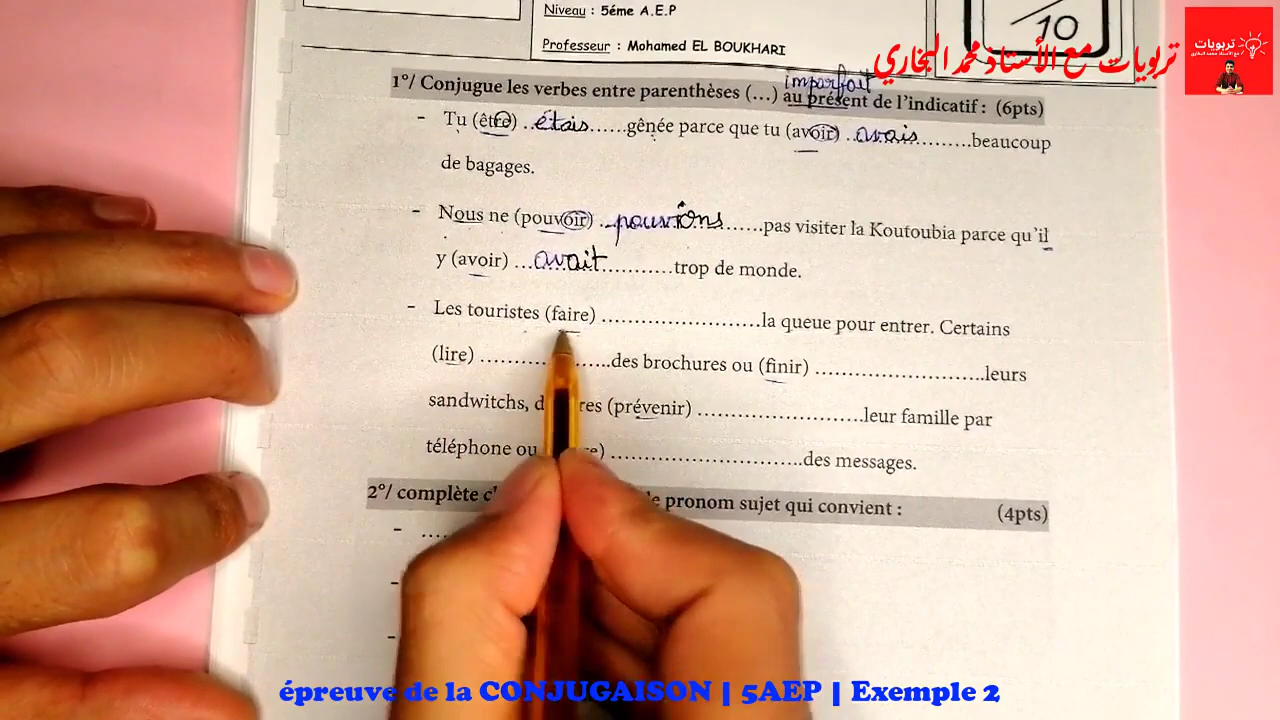 Niveau : 5éme A.E.P
Professeur : Mohamed EL BOUKHARI
10
تربويات مع الأستاذ محمد البخاري
تربويات
مع الأستاذ محمد البخاري
imparfait
1°/ Conjugue les verbes entre parenthèses (…) au présent de l'indicatif : (6pts)
- Tu (être) ..étais......gênée parce que tu (avoir) ..avais...........beaucoup
de bagages.
- Nous ne (pouvoir) ..pouvions......pas visiter la Koutoubia parce qu'il
y (avoir) ...avait............trop de monde.
- Les touristes (faire) ..........................la queue pour entrer. Certains
(lire) .....................des brochures ou (finir) ...........................leurs
sandwitchs, (prévenir) ...........................leur famille par
téléphone ou ...............................des messages.
2°/ complète pronom sujet qui convient : (4pts)
- ....
-
-
épreuve de la CONJUGAISON | 5AEP | Exemple 2